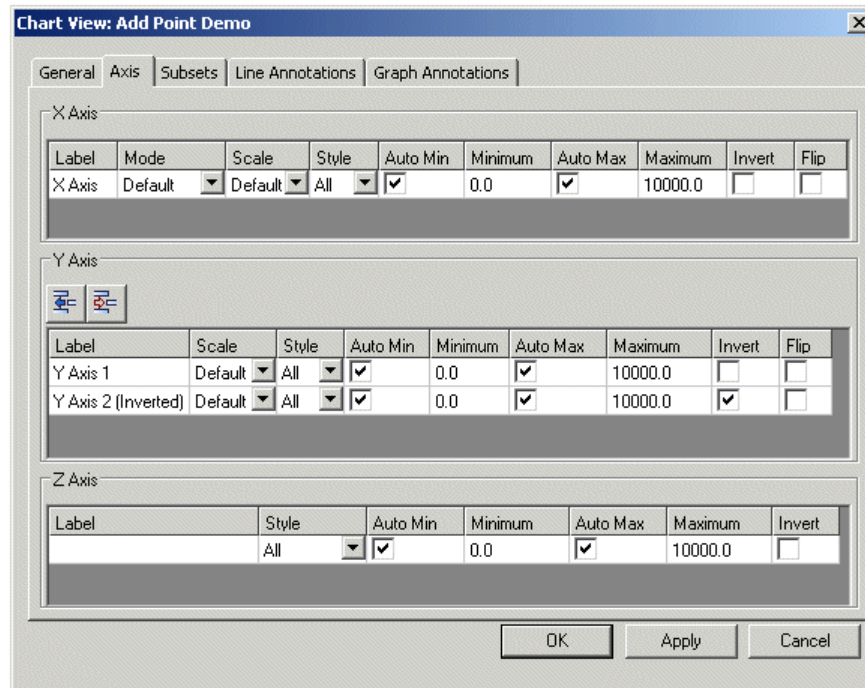 Chart View: Add Point Demo
General Axis Subsets Line Annotations Graph Annotations
X Axis
Label Mode Scale Style Auto Min Minimum Auto Max Maximum Invert Flip
X Axis Default Default All 0.0 10000.0
Y Axis
Label Scale Style Auto Min Minimum Auto Max Maximum Invert Flip
Y Axis 1 Default All 0.0 10000.0
Y Axis 2 (Inverted) Default All 0.0 10000.0
Z Axis
Label Style Auto Min Minimum Auto Max Maximum Invert
All 0.0 10000.0
OK Apply Cancel